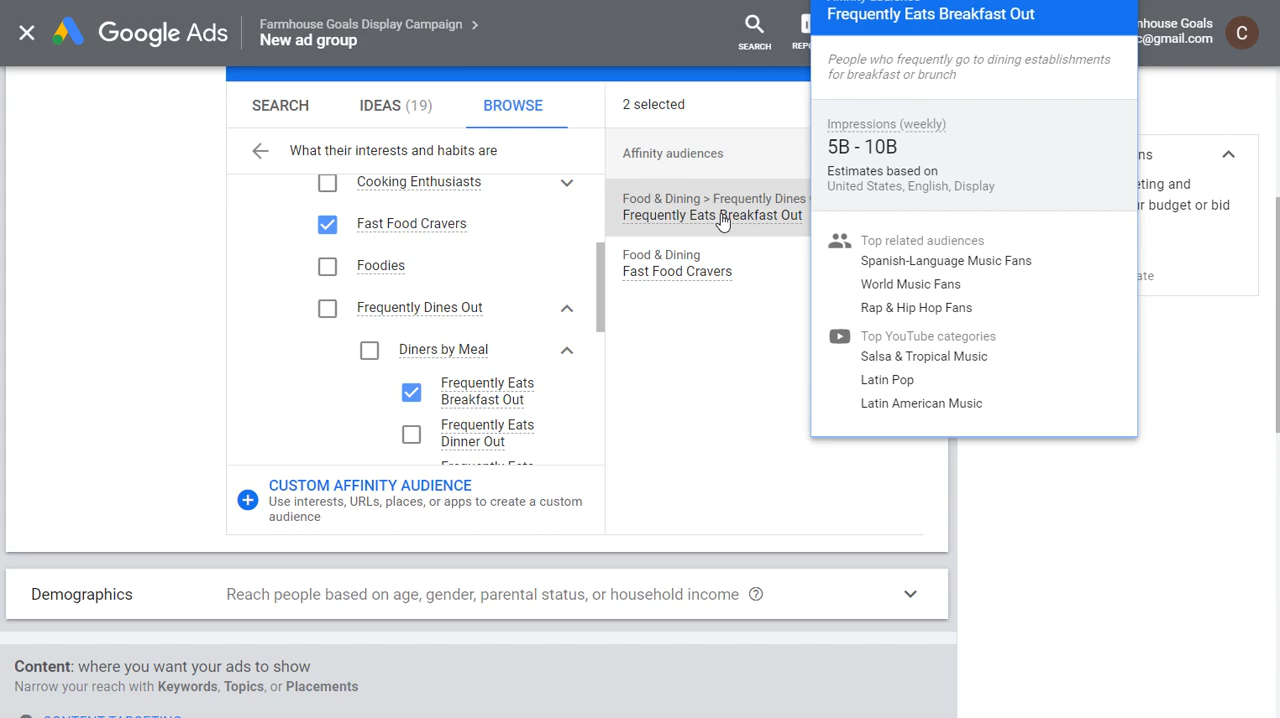 Google Ads
Farmhouse Goals Display Campaign
New ad group
SEARCH
Frequently Eats Breakfast Out
house Goals
c@gmail.com
C
People who frequently go to dining establishments
for breakfast or brunch
SEARCH
IDEAS (19)
BROWSE
2 selected
What their interests and habits are
Cooking Enthusiasts
Fast Food Cravers
Foodies
Frequently Dines Out
Diners by Meal
Frequently Eats
Breakfast Out
Frequently Eats
Dinner Out
CUSTOM AFFINITY AUDIENCE
Use interests, URLs, places, or apps to create a custom
audience
Affinity audiences
Food & Dining > Frequently Dines
Frequently Eats Breakfast Out
Food & Dining
Fast Food Cravers
Impressions (weekly)
5B - 10B
Estimates based on
United States, English, Display
Top related audiences
Spanish-Language Music Fans
World Music Fans
Rap & Hip Hop Fans
Top YouTube categories
Salsa & Tropical Music
Latin Pop
Latin American Music
ns
eting and
r budget or bid
ate
Demographics
Reach people based on age, gender, parental status, or household income
Content: where you want your ads to show
Narrow your reach with Keywords, Topics, or Placements